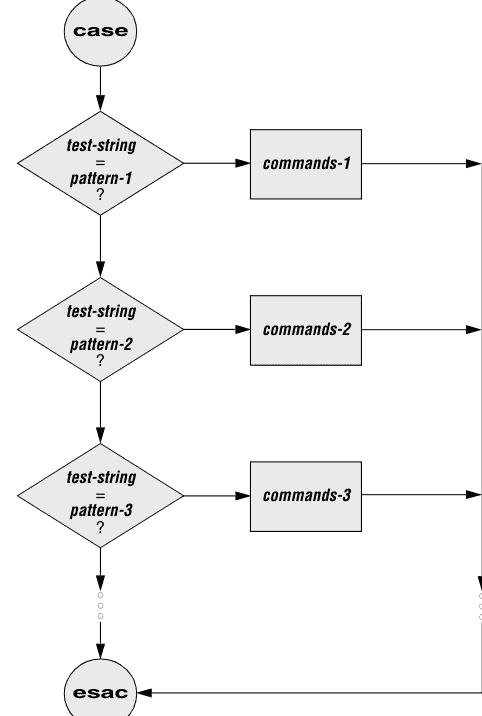 case
test-string
=
pattern-1
?
commands-1
test-string
=
pattern-2
?
commands-2
test-string
=
pattern-3
?
commands-3
esac